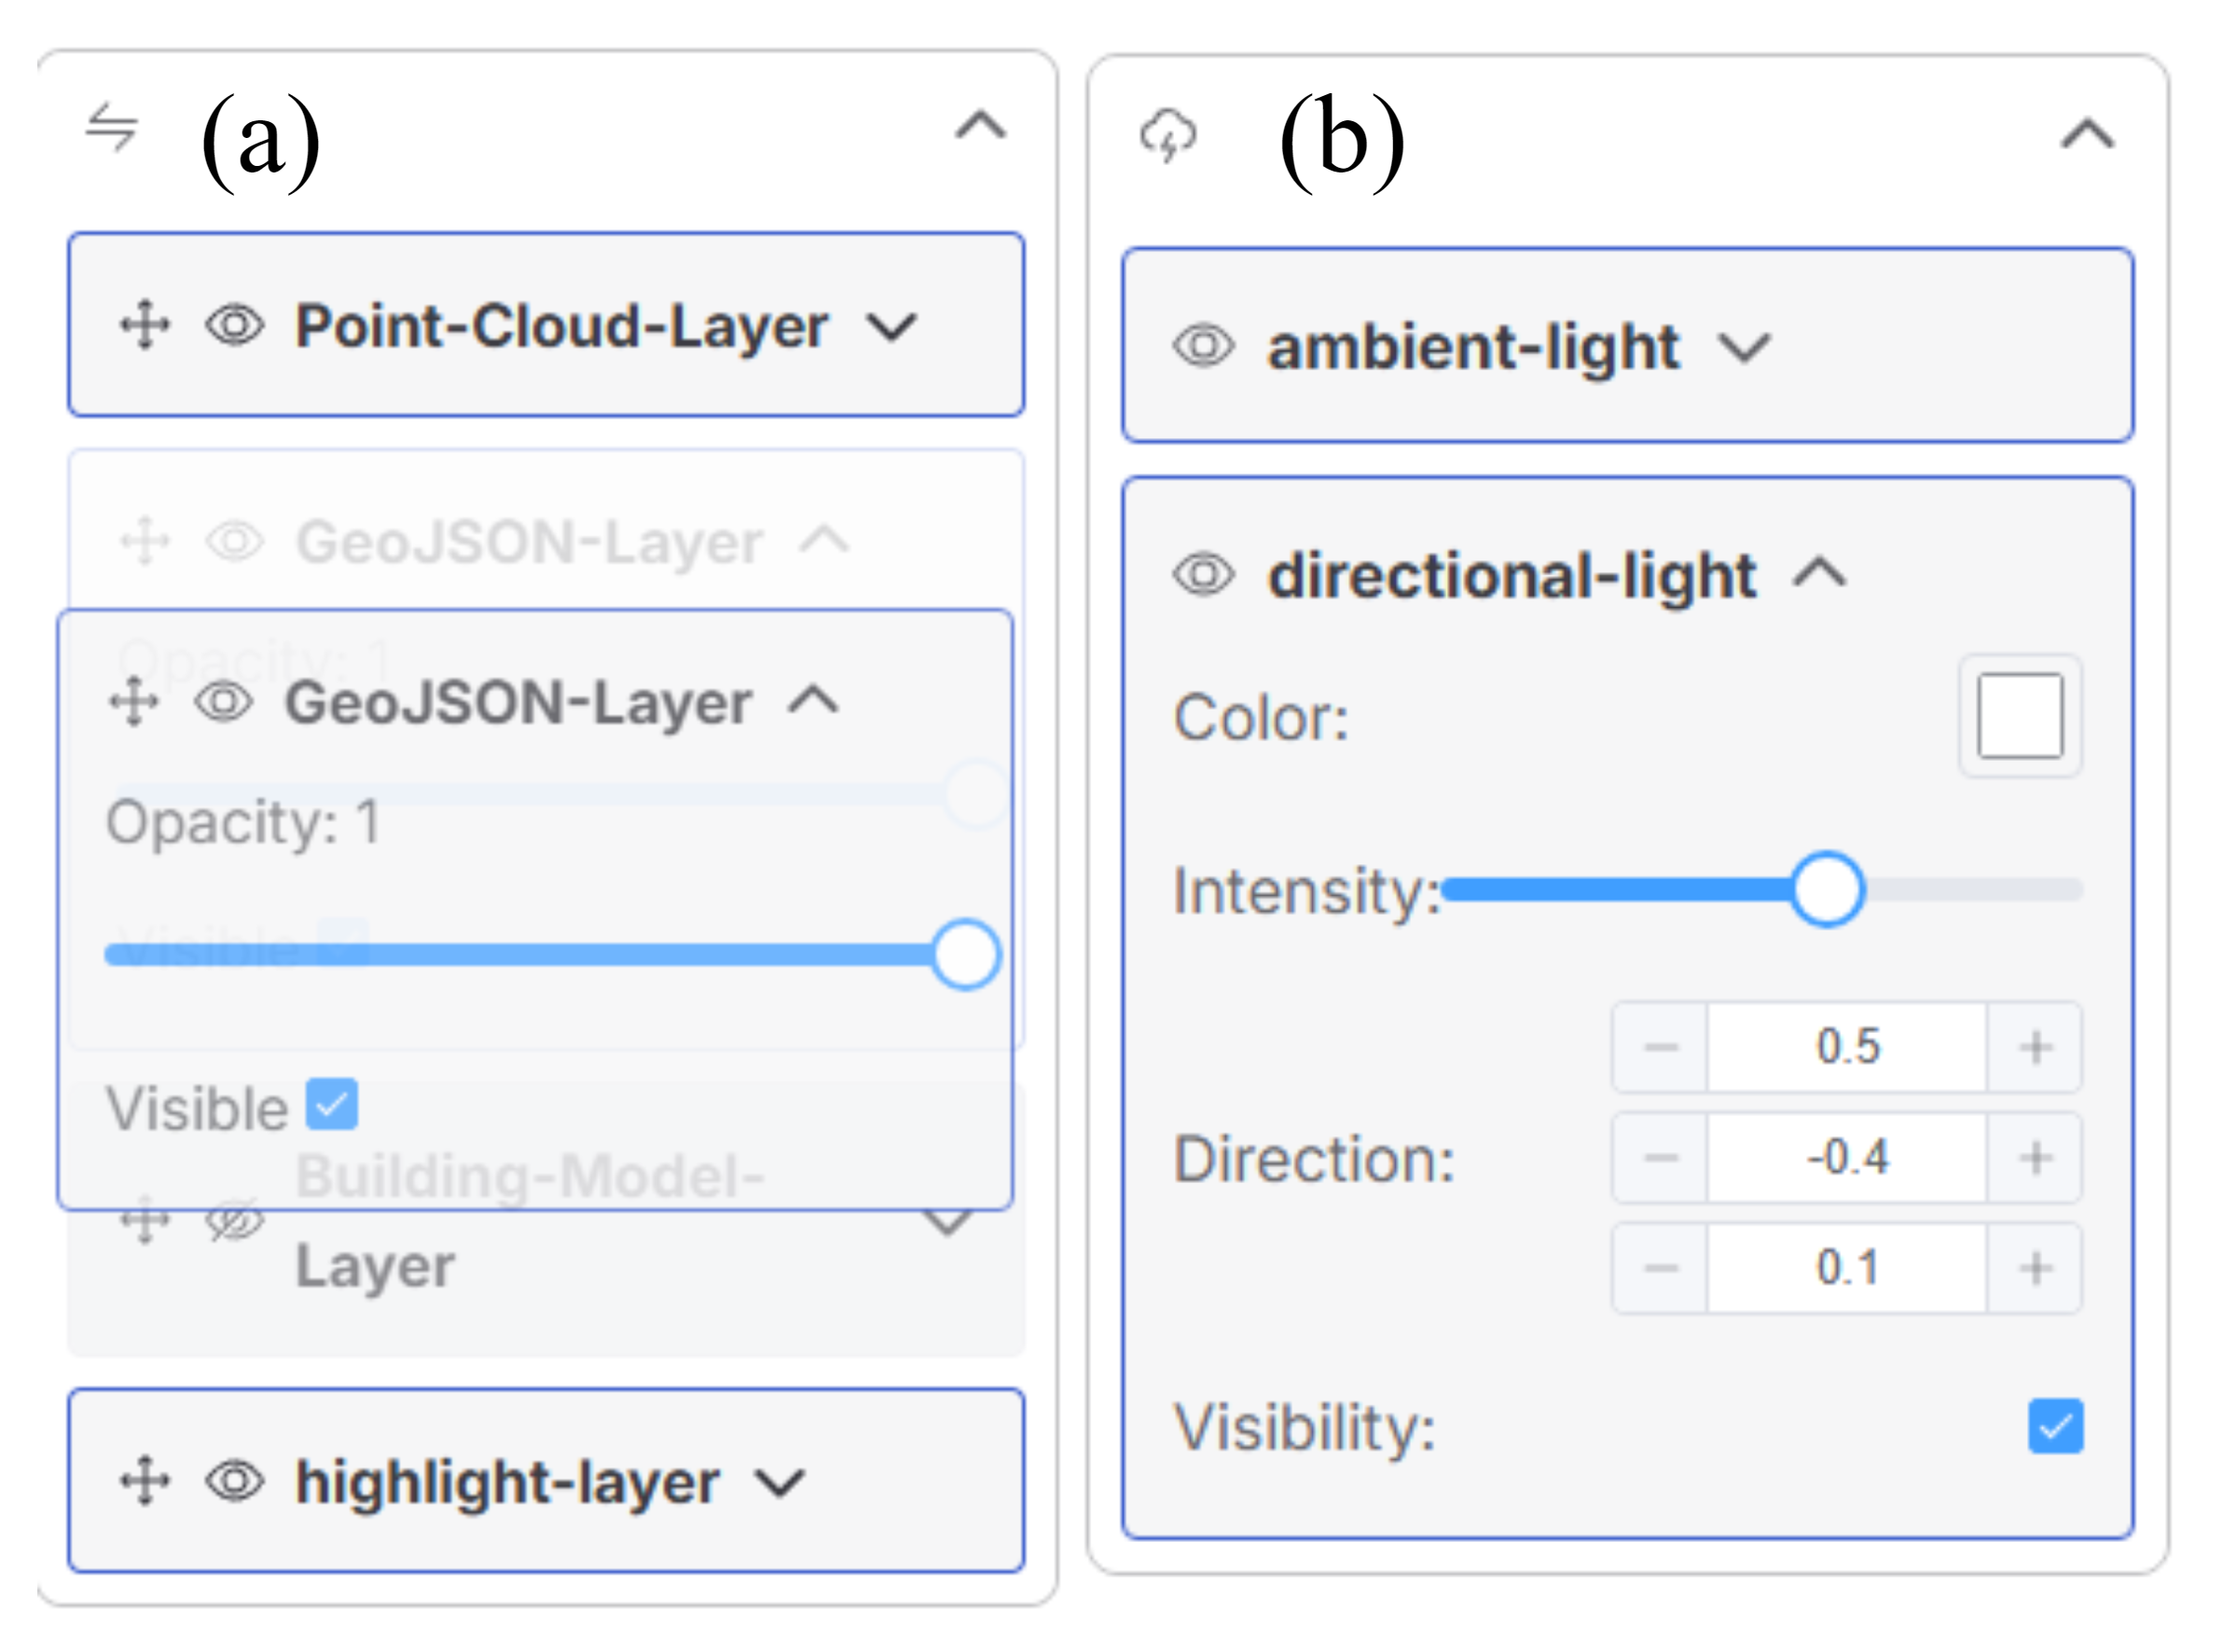 (a)
Point-Cloud-Layer
GeoJSON-Layer
Opacity: 1
GeoJSON-Layer
Opacity: 1
Visible
Visible
Building-Model-
Layer
highlight-layer
(b)
ambient-light
directional-light
Color:
Intensity:
0.5
Direction:
-0.4
0.1
Visibility: